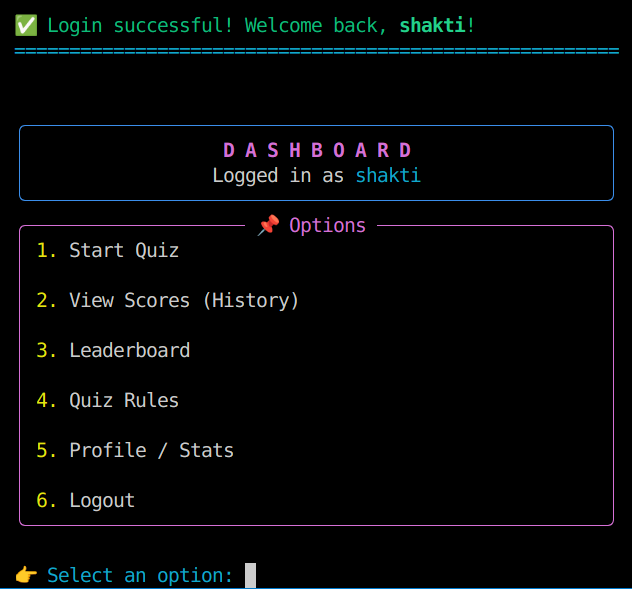 ✅ Login successful! Welcome back, shakti!
=======================================================
D A S H B O A R D
Logged in as shakti
📌 Options
1. Start Quiz
2. View Scores (History)
3. Leaderboard
4. Quiz Rules
5. Profile / Stats
6. Logout
👉 Select an option: